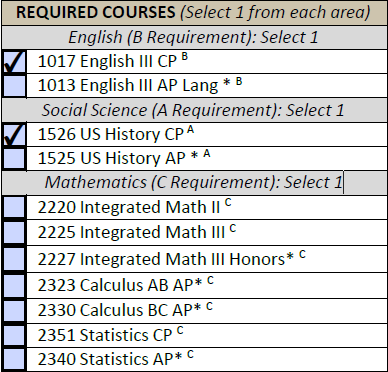 REQUIRED COURSES (Select 1 from each area)
English (B Requirement): Select 1
1017 English III CP B
1013 English III AP Lang * B
Social Science (A Requirement): Select 1
1526 US History CP A
1525 US History AP * A
Mathematics (C Requirement): Select 1
2220 Integrated Math II C
2225 Integrated Math III C
2227 Integrated Math III Honors* C
2323 Calculus AB AP* C
2330 Calculus BC AP* C
2351 Statistics CP C
2340 Statistics AP* C